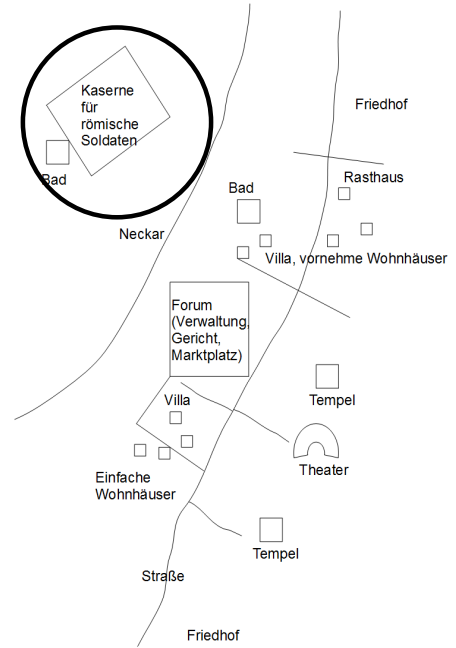 Kaserne
für
römische
Soldaten
Bad
Friedhof
Rasthaus
Bad
Neckar
Villa, vornehme Wohnhäuser
Forum
(Verwaltung,
Gericht,
Marktplatz)
Tempel
Villa
Theater
Einfache
Wohnhäuser
Tempel
Straße
Friedhof